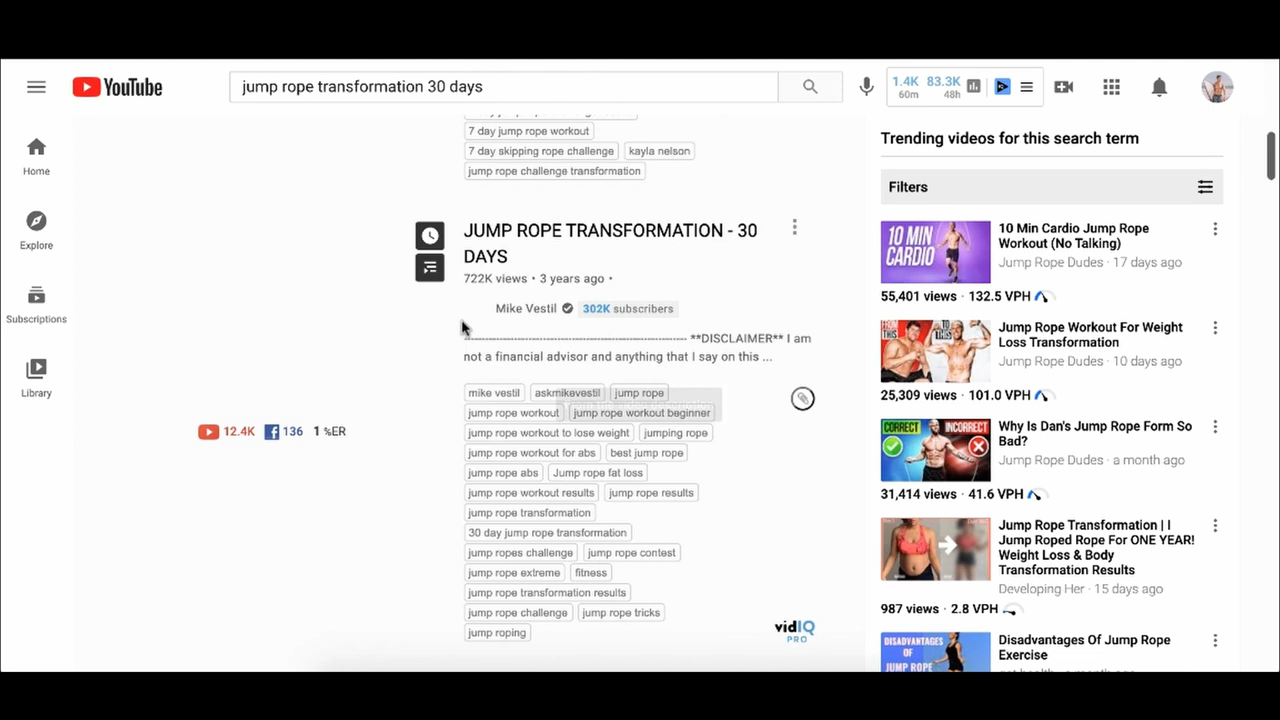 YouTube
jump rope transformation 30 days
1.4K 83.3K
60m 48h
Home
Explore
Subscriptions
Library
7 day jump rope workout
7 day skipping rope challenge kayla nelson
jump rope challenge transformation
JUMP ROPE TRANSFORMATION - 30
DAYS
722K views • 3 years ago •
Mike Vestil 302K subscribers
**DISCLAIMER** I am
not a financial advisor and anything that I say on this ...
mike vestil askmikevestil jump rope
jump rope workout jump rope workout beginner
jump rope workout to lose weight jumping rope
jump rope workout for abs best jump rope
jump rope abs Jump rope fat loss
jump rope workout results jump rope results
jump rope transformation
30 day jump rope transformation
jump ropes challenge jump rope contest
jump rope extreme fitness
jump rope transformation results
jump rope challenge jump rope tricks
jump roping
12.4K 136 1 %ER
vidIQ
PRO
Trending videos for this search term
Filters
10 MIN
CARDIO
10 Min Cardio Jump Rope
Workout (No Talking)
Jump Rope Dudes · 17 days ago
55,401 views · 132.5 VPH
FROM THIS TO THIS
Jump Rope Workout For Weight
Loss Transformation
Jump Rope Dudes · 10 days ago
25,309 views · 101.0 VPH
CORRECT INCORRECT
Why Is Dan's Jump Rope Form So
Bad?
Jump Rope Dudes · a month ago
31,414 views · 41.6 VPH
Jump Rope Transformation | I
Jump Roped Rope For ONE YEAR!
Weight Loss & Body
Transformation Results
Developing Her · 15 days ago
987 views · 2.8 VPH
DISADVANTAGES
OF
JUMP ROPE
Disadvantages Of Jump Rope
Exercise